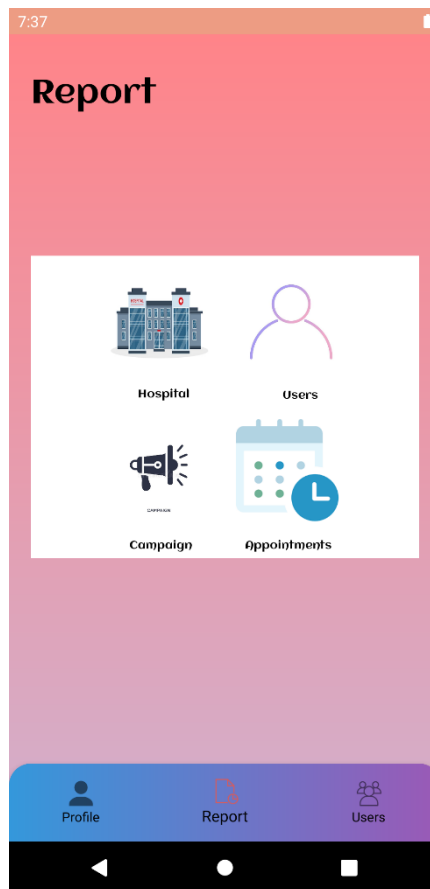 7:37
Report
Hospital
Users
CAMPAIGN
Campaign
Appointments
Profile
Report
Users